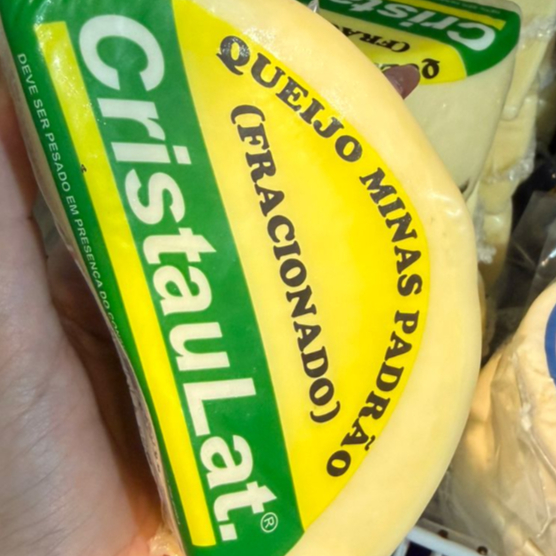 CristauLat.®
QUEIJO MINAS PADRÃO
(FRACIONADO)
DEVE SER PESADO EM PRESENÇA DO